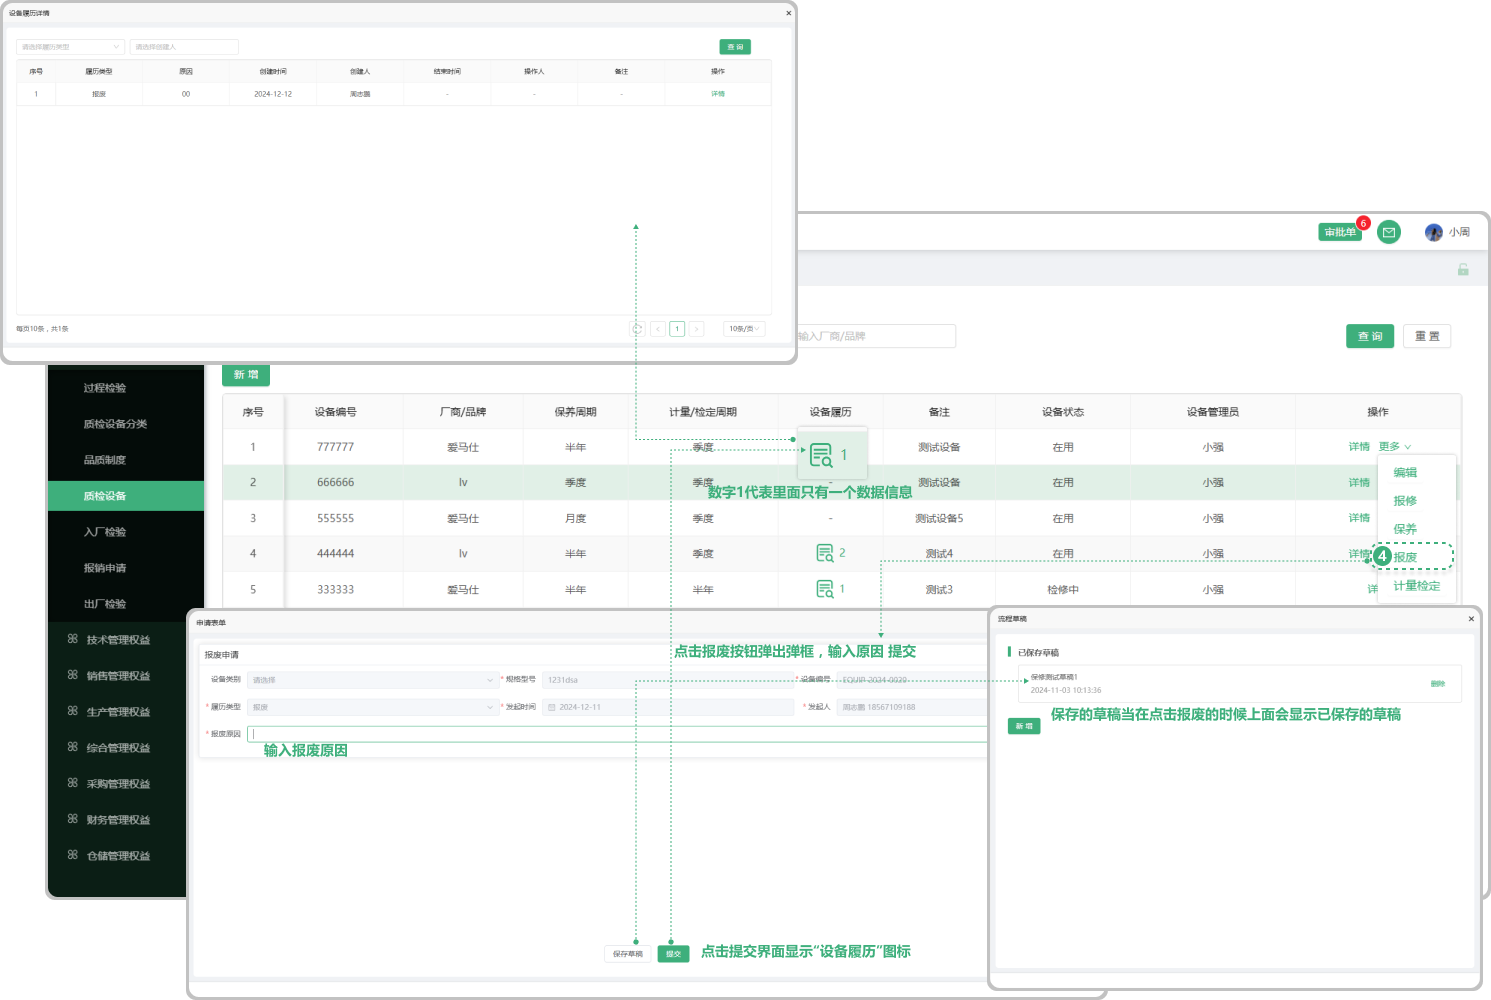 设备履历详情
请选择履历类型 请选择创建人 查 询
序号 履历类型 原因 创建时间 创建人 结束时间 操作人 备注 操作
1 报废 00 2024-12-12 周志鹏 - - - 详情
每页10条，共1条 1 10条/页
审批单 6 小周
输入厂商/品牌 查 询 重 置
新 增
过程检验
质检设备分类
品质制度
质检设备
入厂检验
报销申请
出厂检验
技术管理权益
销售管理权益
生产管理权益
综合管理权益
采购管理权益
财务管理权益
仓储管理权益
序号 设备编号 厂商/品牌 保养周期 计量/检定周期 设备履历 备注 设备状态 设备管理员 操作
1 777777 爱马仕 半年 季度 1 测试设备 在用 小强 详情 更多
2 666666 lv 季度 季度 - 测试设备 在用 小强 详情
数字1代表里面只有一个数据信息
3 555555 爱马仕 月度 季度 - 测试设备5 在用 小强 详情
4 444444 lv 半年 季度 2 测试4 在用 小强 详情
5 333333 爱马仕 半年 半年 1 测试3 检修中 小强 详
编辑
报修
保养
4 报废
计量检定
申请表单
报废申请
点击报废按钮弹出弹框，输入原因 提交
设备类别 请选择 * 规格型号 1231dsa * 设备编号 EQUIP-2024-0029
* 履历类型 报废 * 发起时间 2024-12-11 * 发起人 周志鹏 18567109188
* 报废原因
输入报废原因
保存草稿 提交
点击提交界面显示“设备履历”图标
流程草稿
已保存草稿
保修测试草稿1
2024-11-03 10:13:36 删除
保存的草稿当在点击报废的时候上面会显示已保存的草稿
新 增